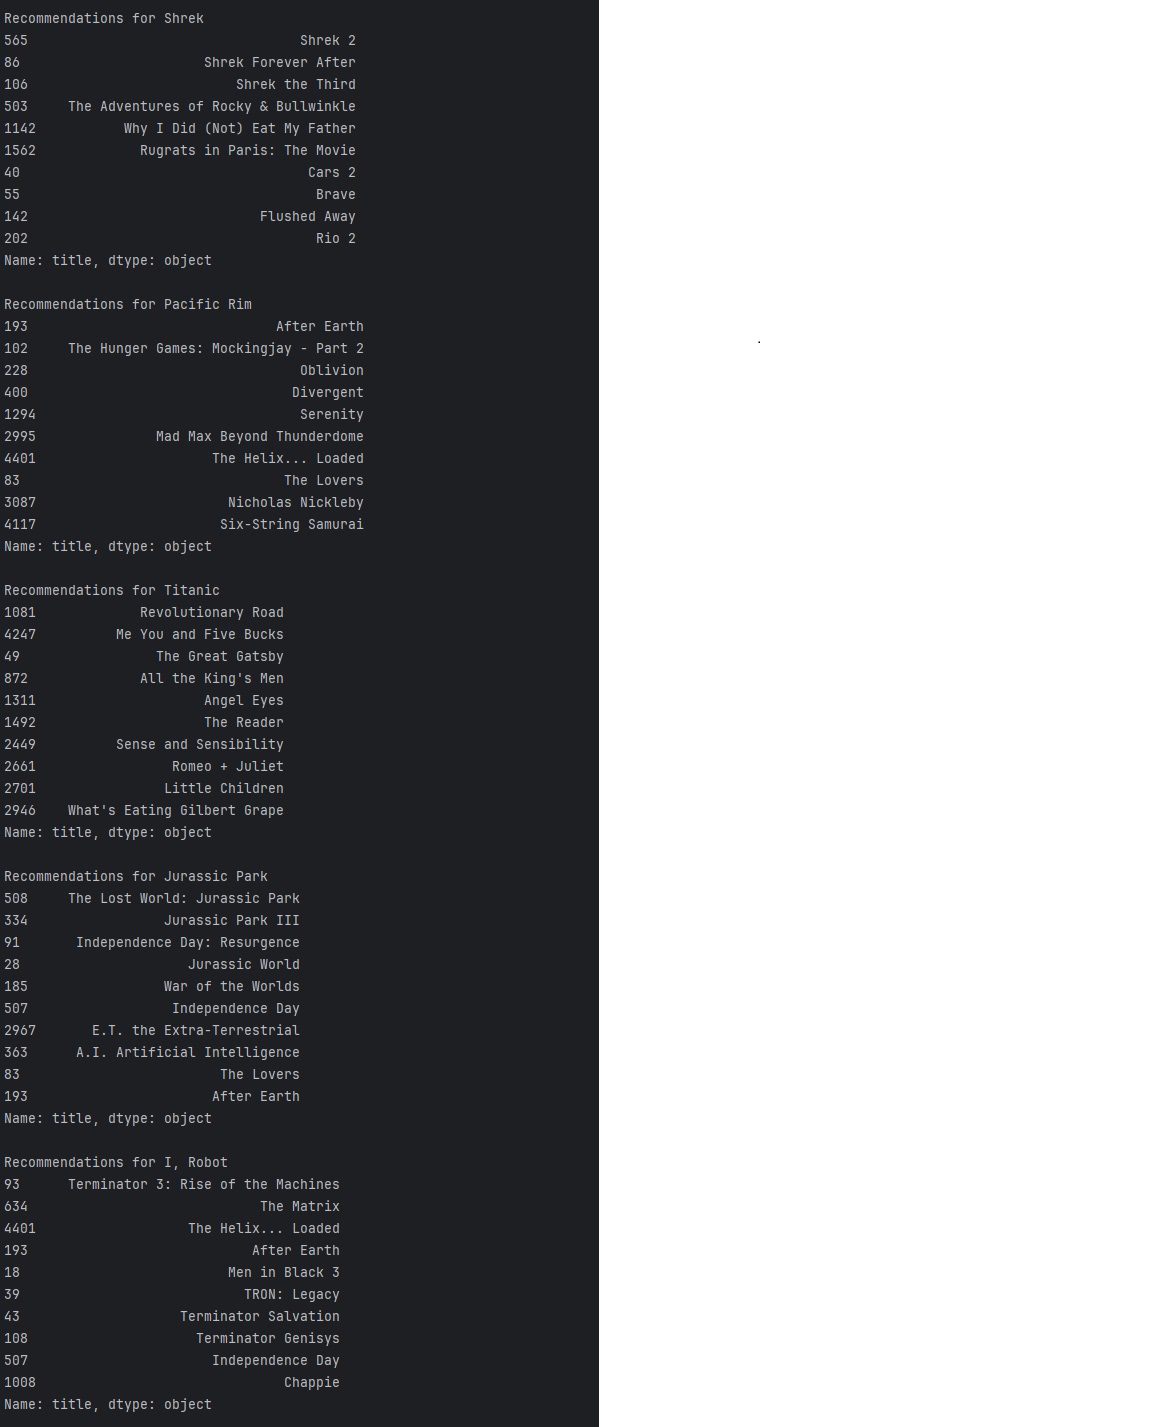 Recommendations for Shrek
565                                  Shrek 2
86                       Shrek Forever After
106                          Shrek the Third
503     The Adventures of Rocky & Bullwinkle
1142           Why I Did (Not) Eat My Father
1562             Rugrats in Paris: The Movie
40                                    Cars 2
55                                     Brave
142                             Flushed Away
202                                    Rio 2
Name: title, dtype: object

Recommendations for Pacific Rim
193                               After Earth
102     The Hunger Games: Mockingjay - Part 2
228                                  Oblivion
400                                 Divergent
1294                                 Serenity
2995               Mad Max Beyond Thunderdome
4401                      The Helix... Loaded
83                                 The Lovers
3087                        Nicholas Nickleby
4117                       Six-String Samurai
Name: title, dtype: object

Recommendations for Titanic
1081             Revolutionary Road
4247          Me You and Five Bucks
49                 The Great Gatsby
872              All the King's Men
1311                     Angel Eyes
1492                     The Reader
2449          Sense and Sensibility
2661                 Romeo + Juliet
2701                Little Children
2946    What's Eating Gilbert Grape
Name: title, dtype: object

Recommendations for Jurassic Park
508     The Lost World: Jurassic Park
334                 Jurassic Park III
91       Independence Day: Resurgence
28                     Jurassic World
185                 War of the Worlds
507                  Independence Day
2967       E.T. the Extra-Terrestrial
363      A.I. Artificial Intelligence
83                         The Lovers
193                       After Earth
Name: title, dtype: object

Recommendations for I, Robot
93      Terminator 3: Rise of the Machines
634                             The Matrix
4401                   The Helix... Loaded
193                            After Earth
18                          Men in Black 3
39                            TRON: Legacy
43                    Terminator Salvation
108                     Terminator Genisys
507                       Independence Day
1008                               Chappie
Name: title, dtype: object